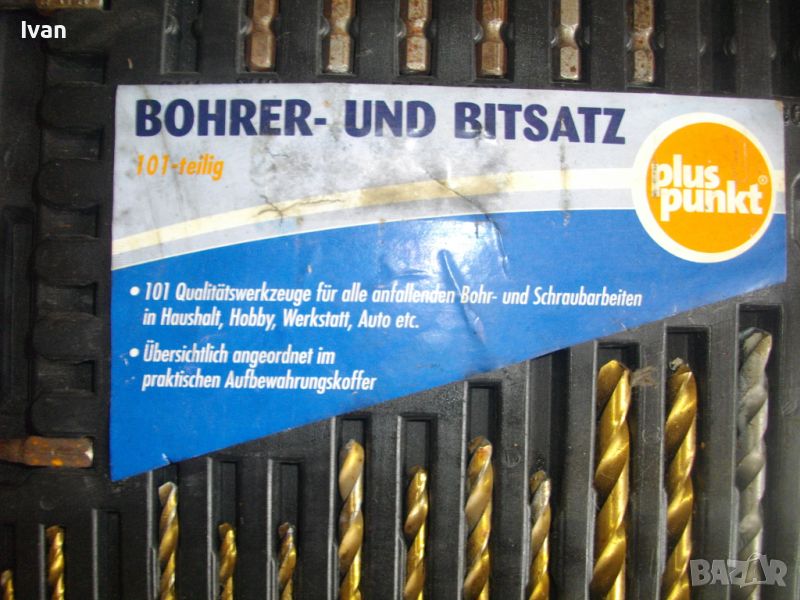 Ivan
BOHRER- UND BITSATZ
101-teilig
plus
punkt®
• 101 Qualitätswerkzeuge für alle anfallenden Bohr- und Schraubarbeiten
in Haushalt, Hobby, Werkstatt, Auto etc.
• Übersichtlich angeordnet im
praktischen Aufbewahrungskoffer
BAZAR